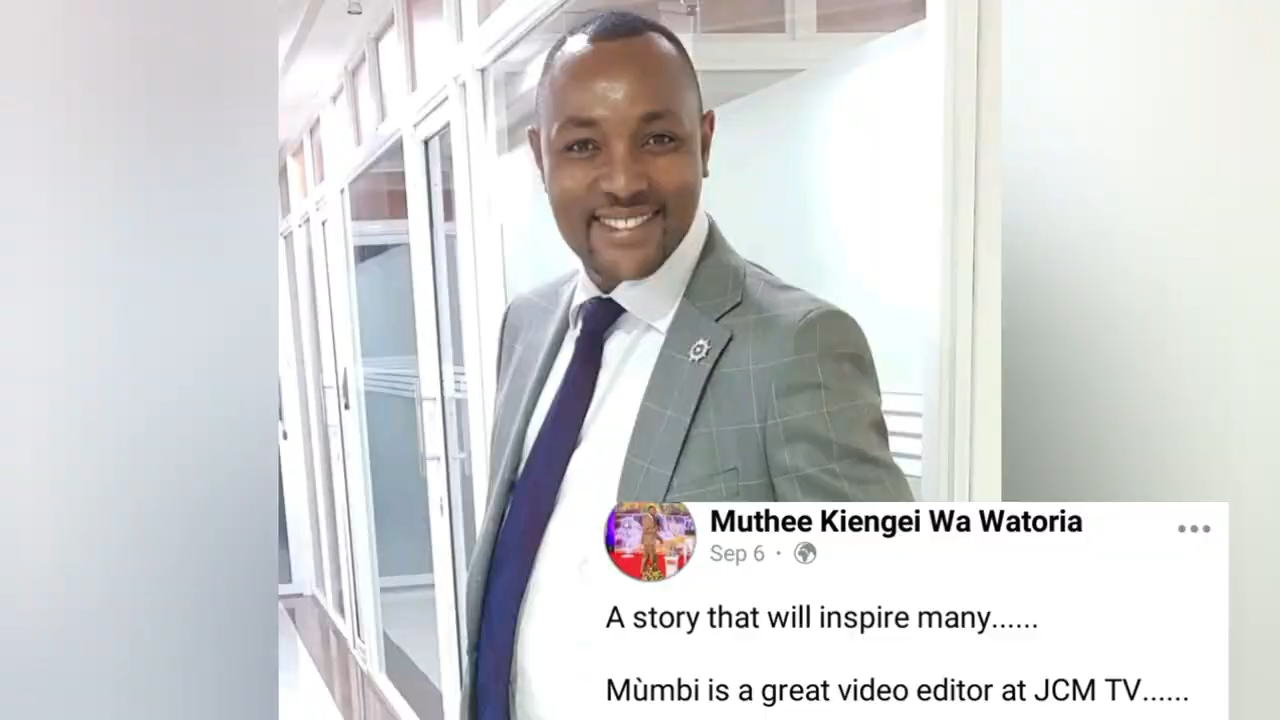 Muthee Kiengei Wa Watoria
Sep 6 ·
A story that will inspire many......
Mùmbi is a great video editor at JCM TV......